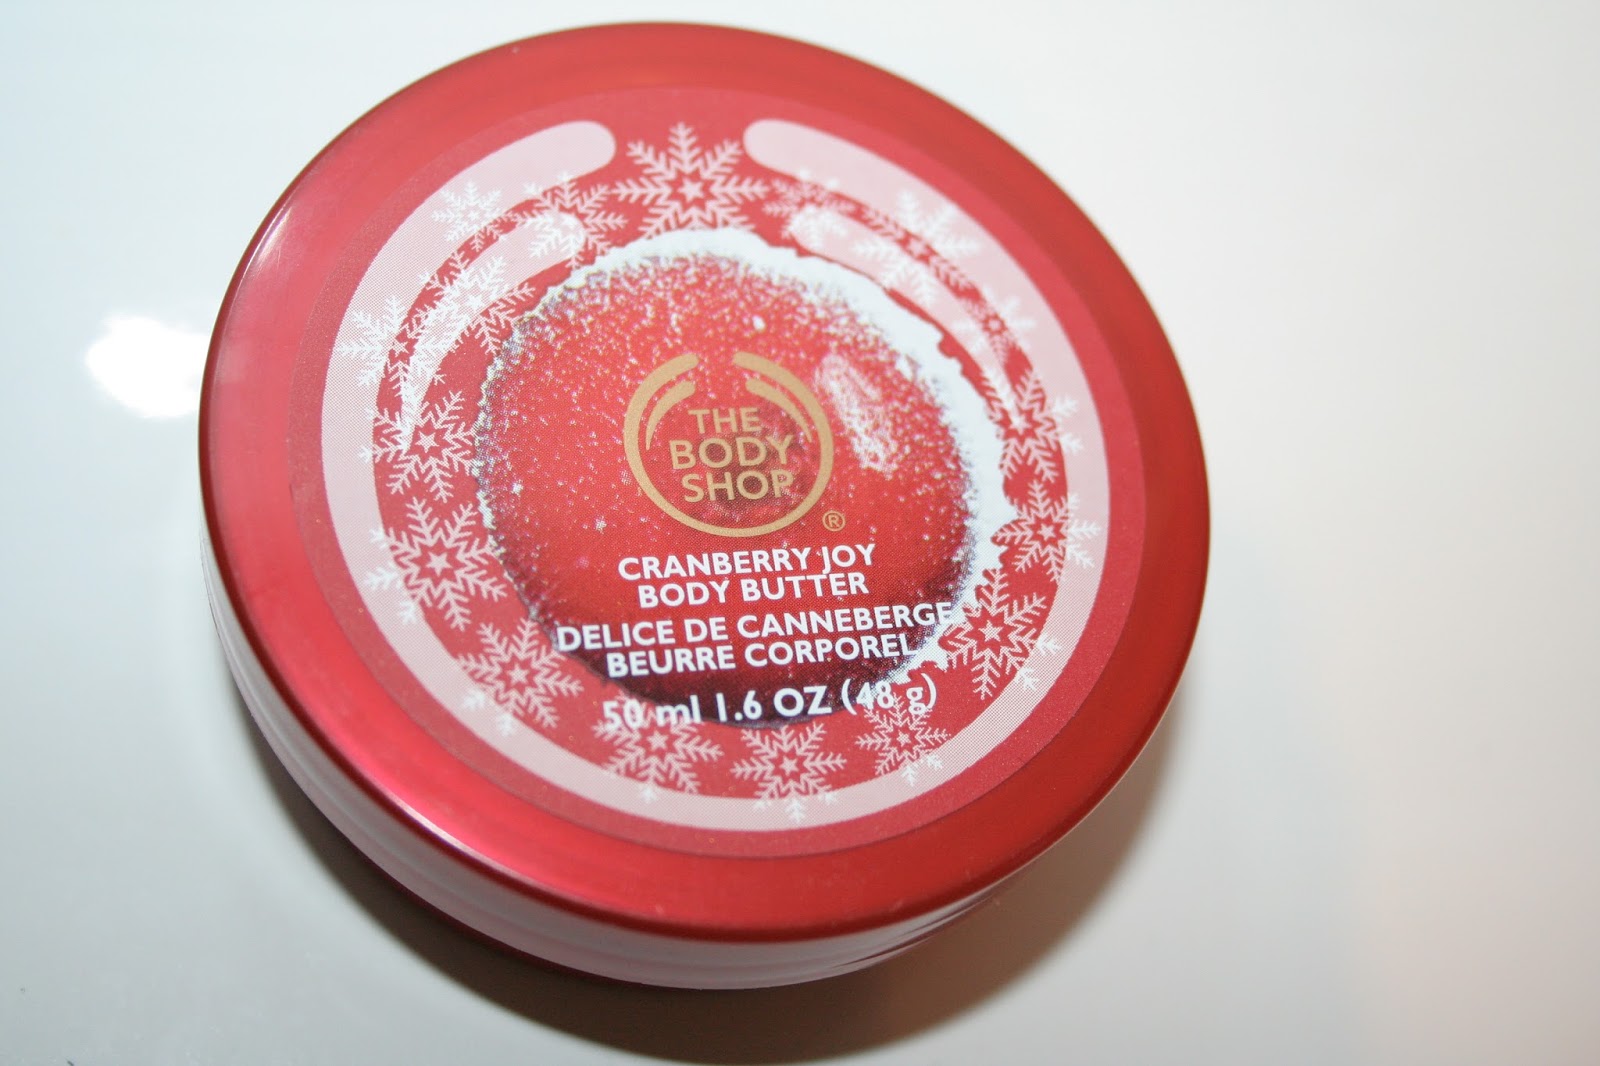 THE
BODY
SHOP
®
CRANBERRY JOY
BODY BUTTER
DELICE DE CANNEBERGE
BEURRE CORPOREL
50 ml 1.6 OZ (48 g)